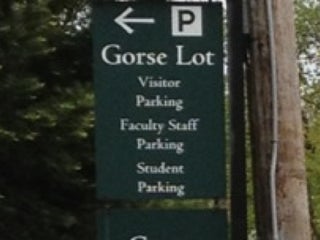 P
Gorse Lot
Visitor
Parking
Faculty Staff
Parking
Student
Parking